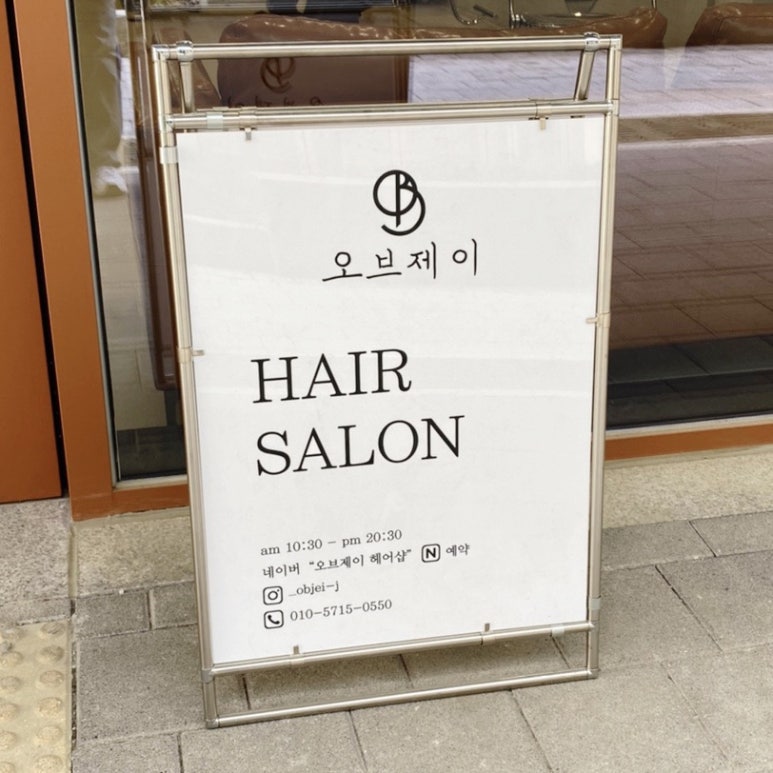 오브제이
HAIR
SALON
am 10:30 - pm 20:30
네이버 "오브제이 헤어샵" N 예약
_objei-j
010-5715-0550